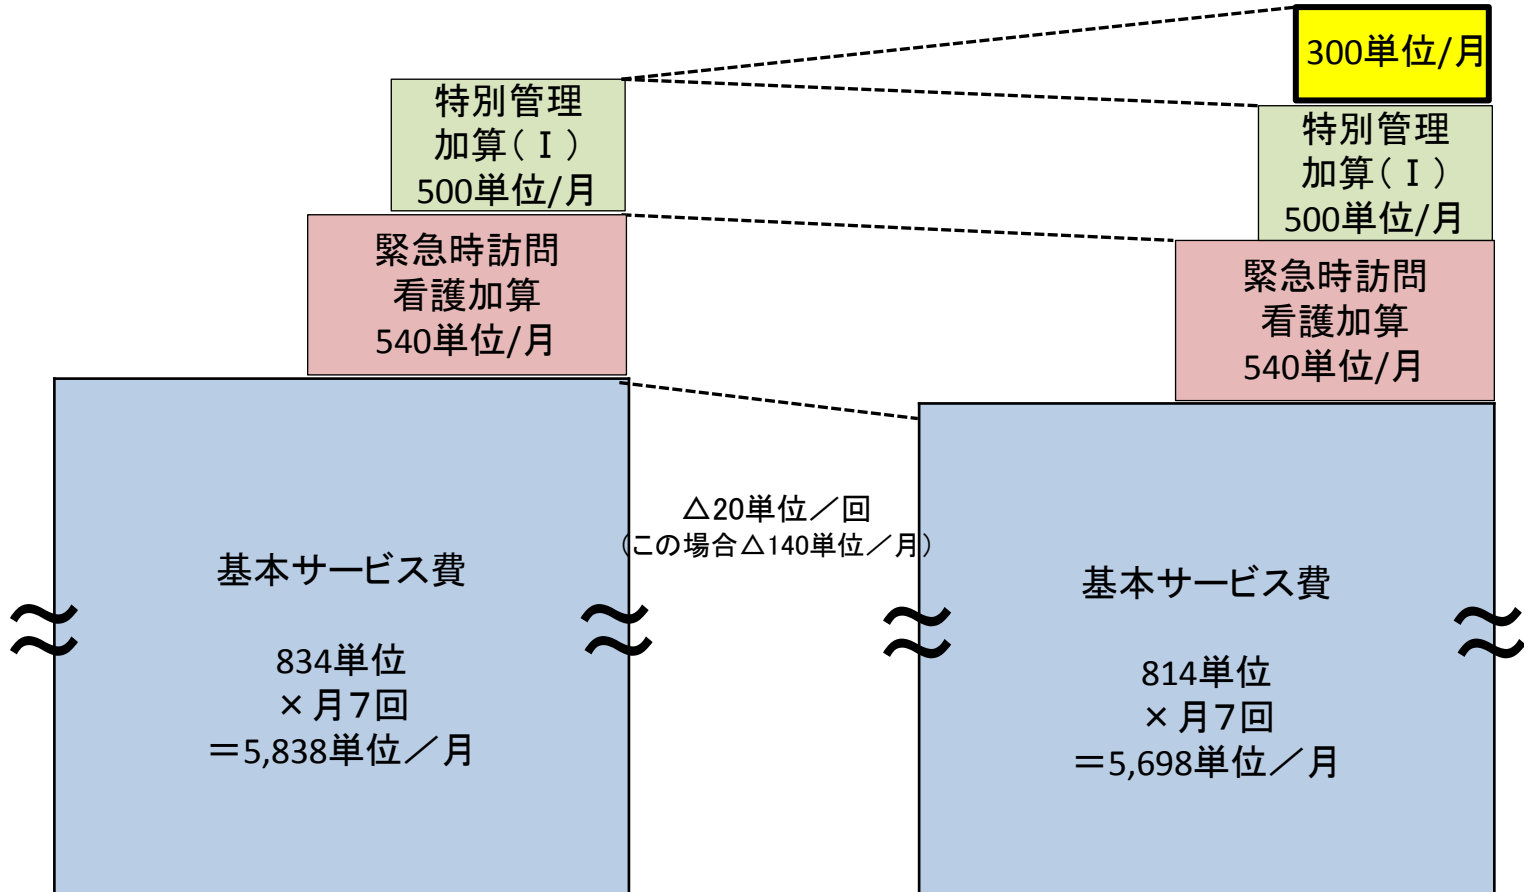 特別管理
加算(Ⅰ)
500単位/月
緊急時訪問
看護加算
540単位/月
基本サービス費
834単位
×月7回
＝5,838単位／月
△20単位／回
(この場合△140単位／月)
300単位/月
特別管理
加算(Ⅰ)
500単位/月
緊急時訪問
看護加算
540単位/月
基本サービス費
814単位
×月7回
＝5,698単位／月